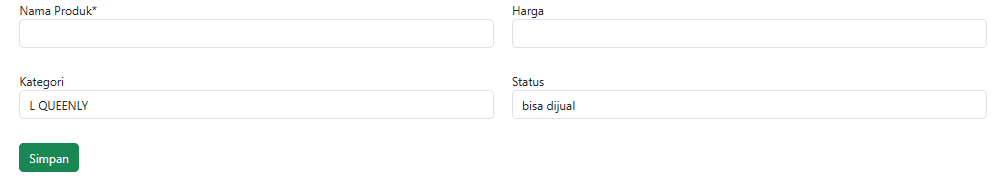 Nama Produk*
Harga
Kategori
Status
L QUEENLY
bisa dijual
Simpan